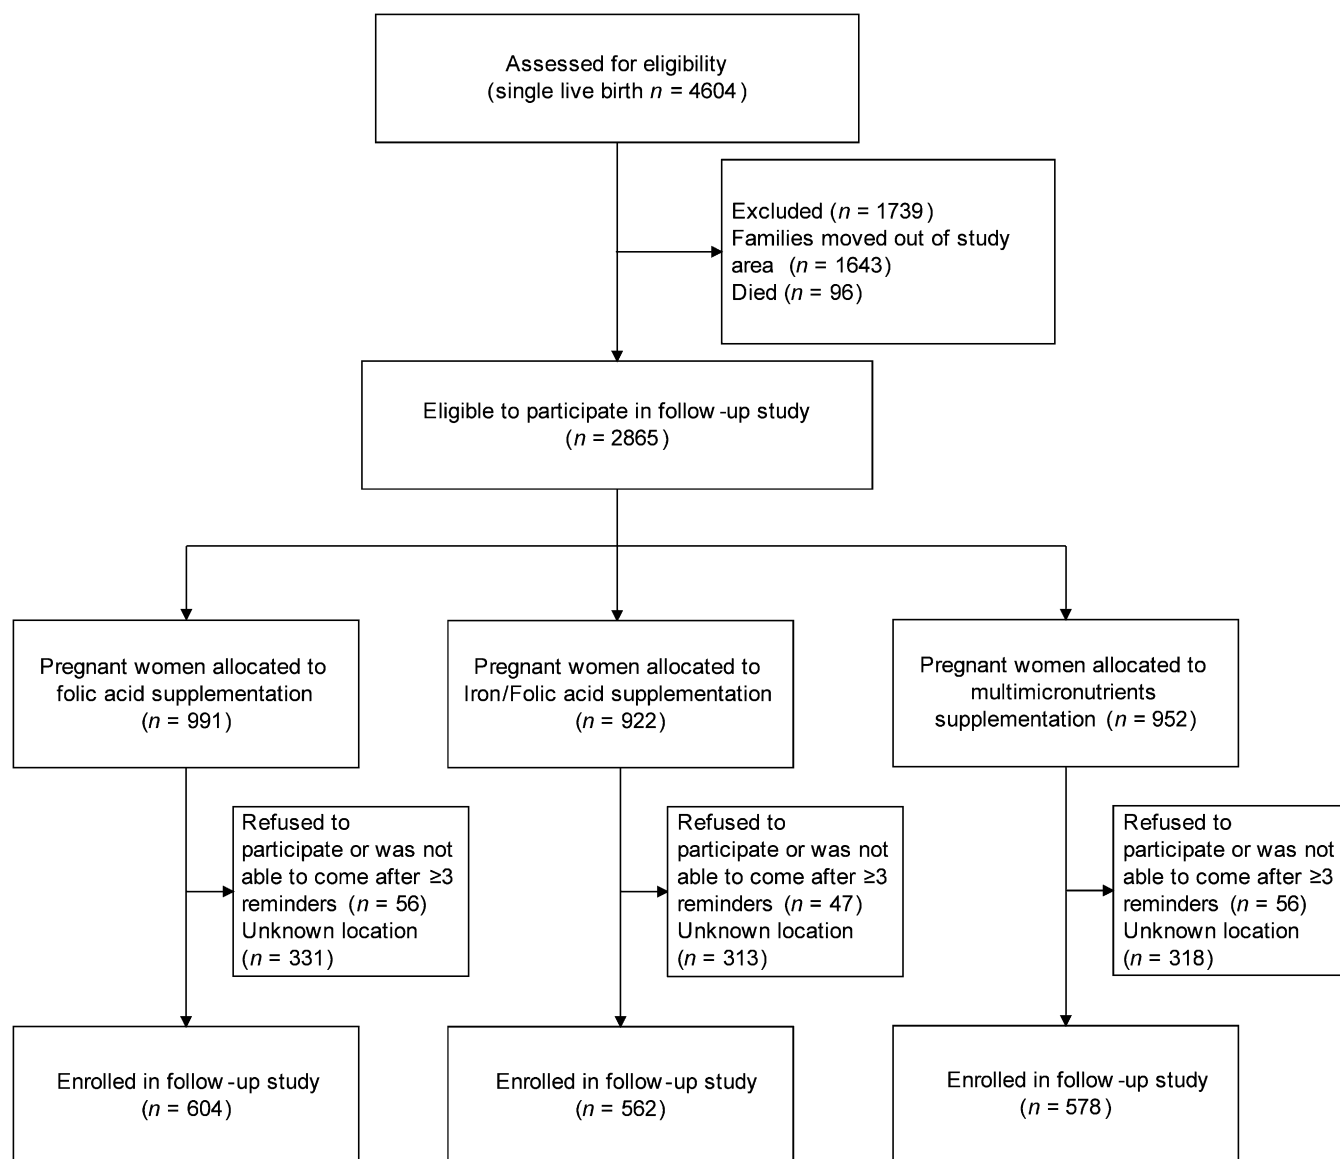 Assessed for eligibility
(single live birth n = 4604)
Excluded (n = 1739)
Families moved out of study
area (n = 1643)
Died (n = 96)
Eligible to participate in follow-up study
(n = 2865)
Pregnant women allocated to
folic acid supplementation
(n = 991)
Pregnant women allocated to
Iron/Folic acid supplementation
(n = 922)
Pregnant women allocated to
multimicronutrients
supplementation (n = 952)
Refused to
participate or was not
able to come after ≥3
reminders (n = 56)
Unknown location
(n = 331)
Refused to
participate or was not
able to come after ≥3
reminders (n = 47)
Unknown location
(n = 313)
Refused to
participate or was not
able to come after ≥3
reminders (n = 56)
Unknown location
(n = 318)
Enrolled in follow-up study
(n = 604)
Enrolled in follow-up study
(n = 562)
Enrolled in follow-up study
(n = 578)